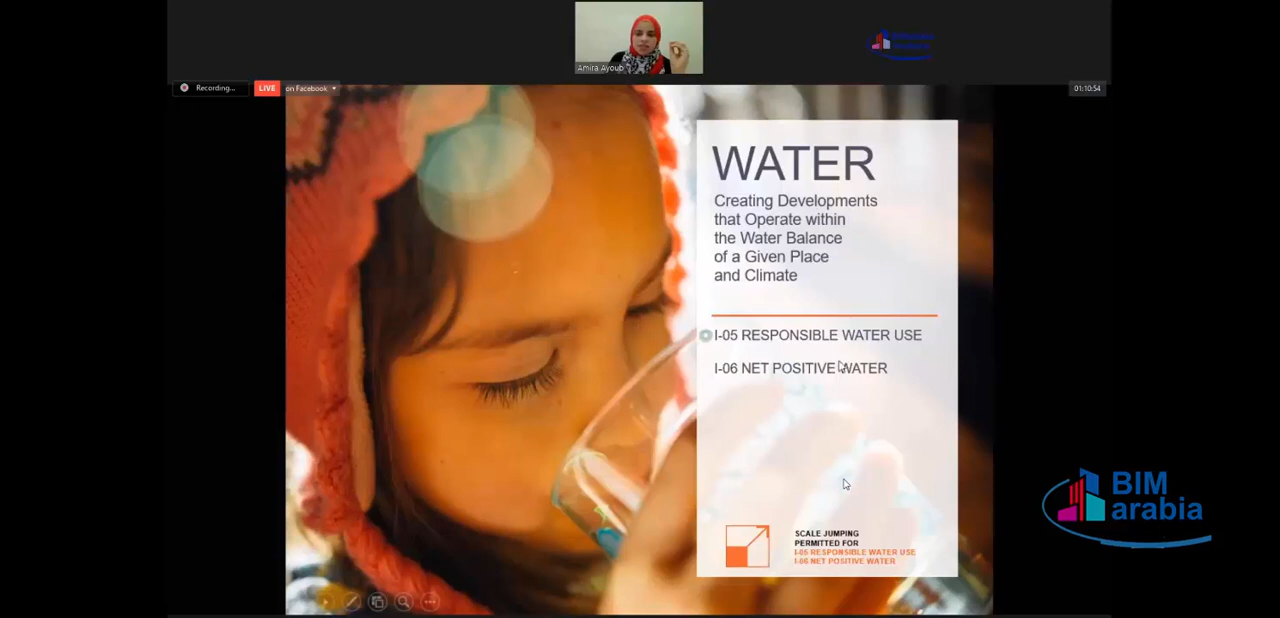 Amira Ayoub
Recording...
LIVE
on Facebook
01:10:54
WATER
Creating Developments
that Operate within
the Water Balance
of a Given Place
and Climate
I-05 RESPONSIBLE WATER USE
I-06 NET POSITIVE WATER
SCALE JUMPING
PERMITTED FOR
I-05 RESPONSIBLE WATER USE
I-06 NET POSITIVE WATER
BIM
arabia